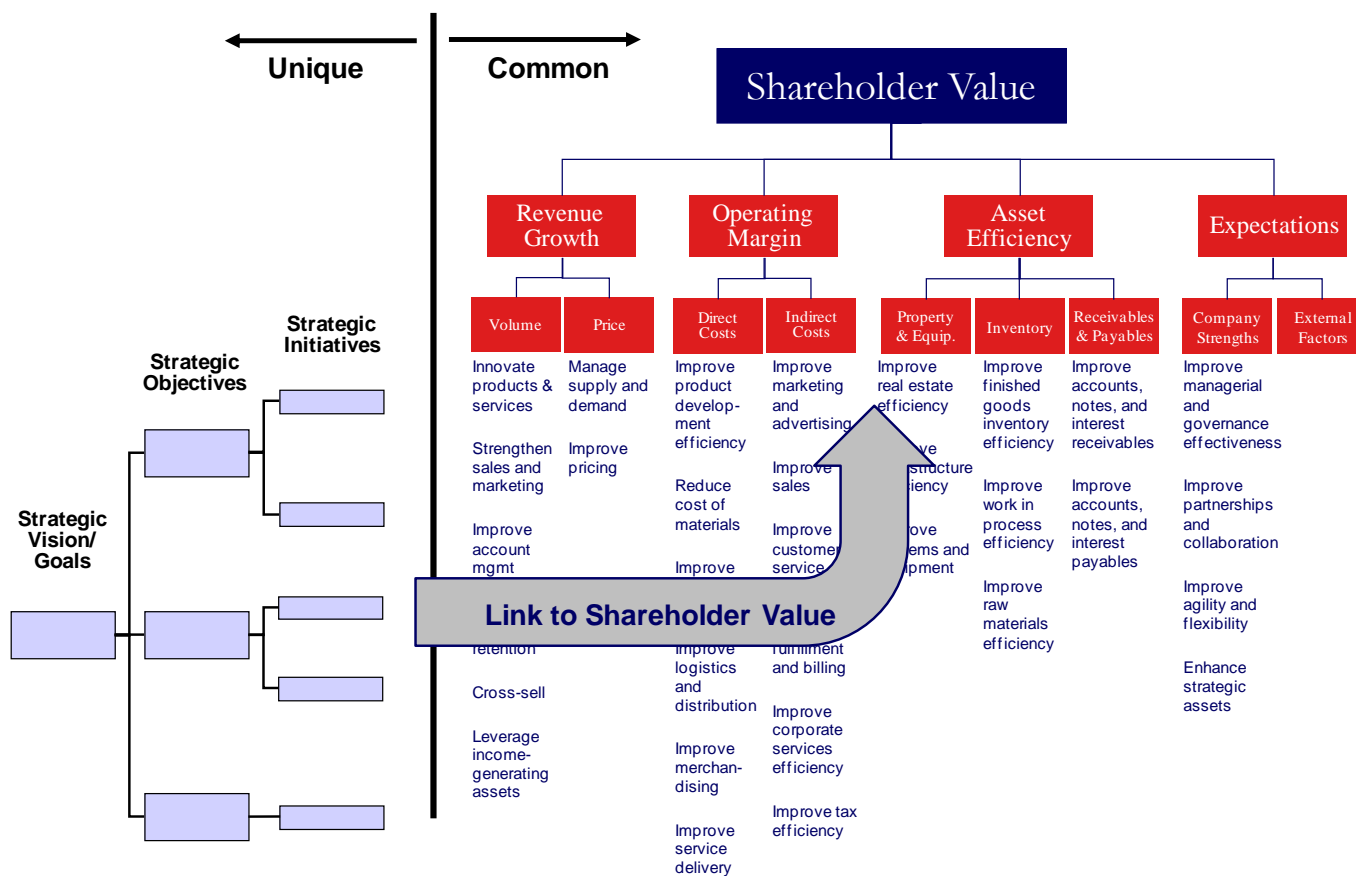 Unique
Common
Shareholder Value
Revenue
Growth
Operating
Margin
Asset
Efficiency
Expectations
Volume
Price
Direct
Costs
Indirect
Costs
Property
& Equip.
Inventory
Receivables
& Payables
Company
Strengths
External
Factors
Strategic
Vision/
Goals
Strategic
Objectives
Strategic
Initiatives
Innovate
products &
services
Strengthen
sales and
marketing
Improve
account
mgmt
retention
Cross-sell
Leverage
income-
generating
assets
Manage
supply and
demand
Improve
pricing
Improve
product
develop-
ment
efficiency
Reduce
cost of
materials
Improve
Improve
logistics
and
distribution
Improve
merchan-
dising
Improve
service
delivery
Improve
marketing
and
advertising
Improve
sales
Improve
customer
service
fulfillment
and billing
Improve
corporate
services
efficiency
Improve tax
efficiency
Improve
real estate
efficiency
and
Improve
finished
goods
inventory
efficiency
Improve
work in
process
efficiency
Improve
raw
materials
efficiency
Improve
accounts,
notes, and
interest
receivables
Improve
accounts,
notes, and
interest
payables
Improve
managerial
and
governance
effectiveness
Improve
partnerships
and
collaboration
Improve
agility and
flexibility
Enhance
strategic
assets
Link to Shareholder Value